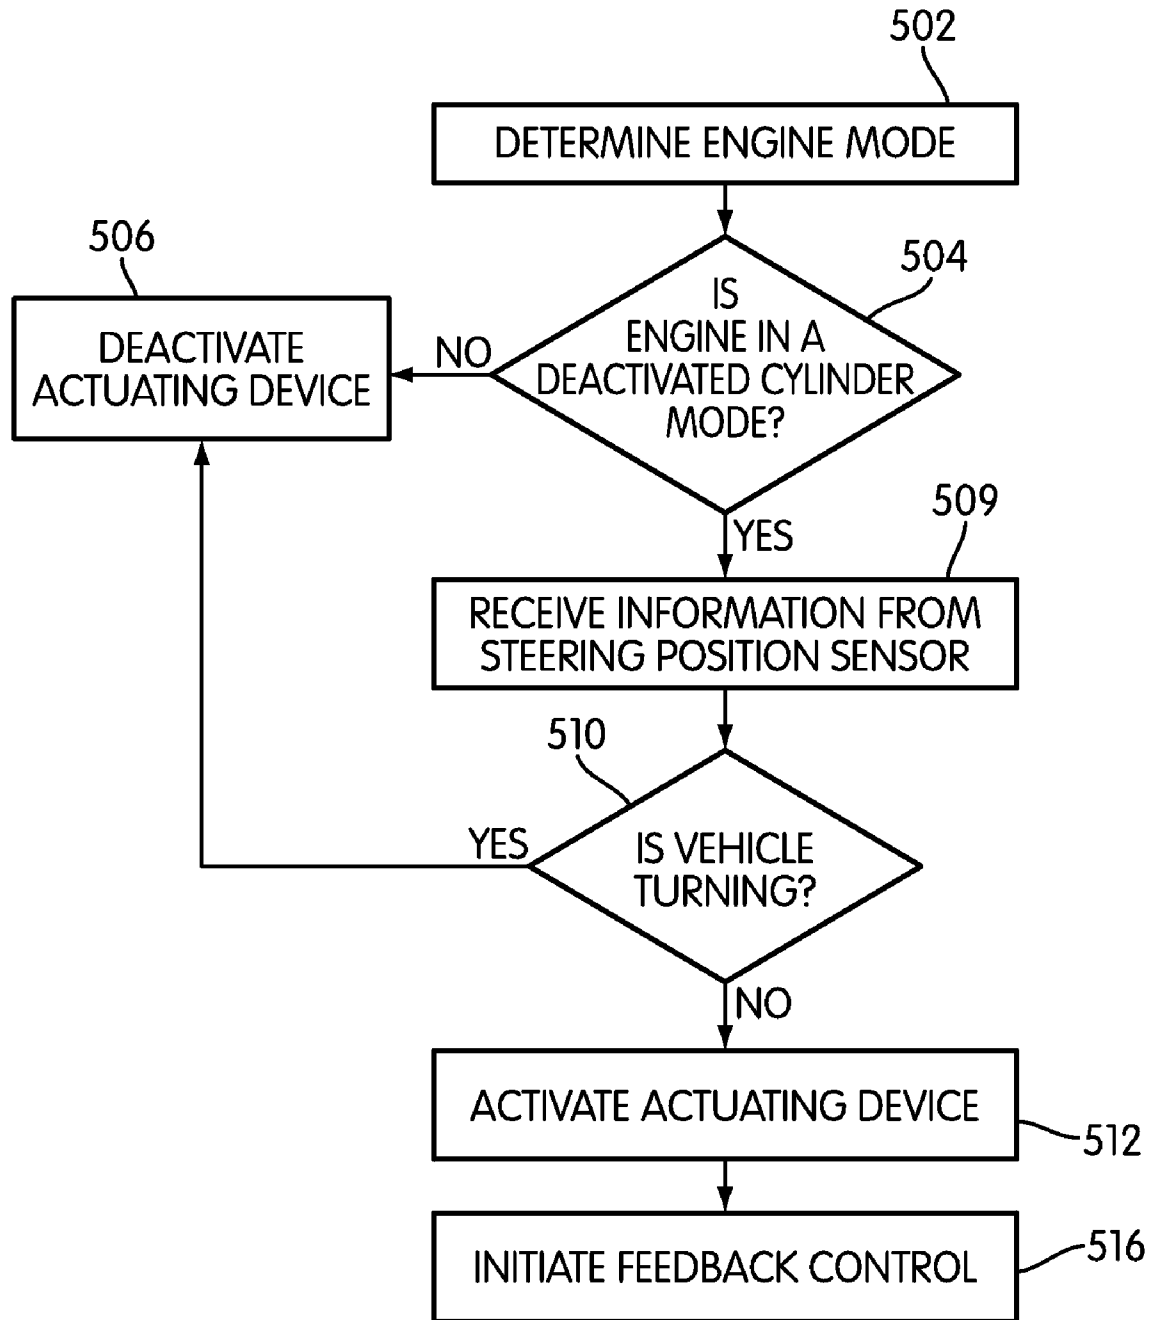 502
DETERMINE ENGINE MODE
506
504
DEACTIVATE
ACTUATING DEVICE
NO
IS
ENGINE IN A
DEACTIVATED CYLINDER
MODE?
YES
509
RECEIVE INFORMATION FROM
STEERING POSITION SENSOR
510
YES
IS VEHICLE
TURNING?
NO
ACTIVATE ACTUATING DEVICE
512
INITIATE FEEDBACK CONTROL
516